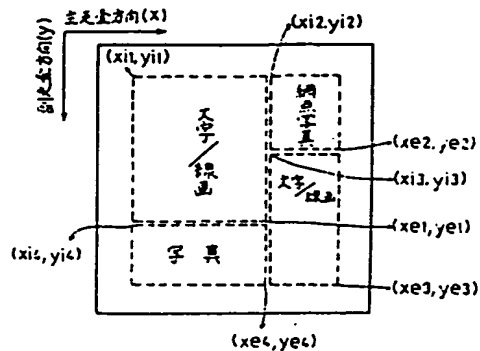 主走査方向(x)
副走査方向(y)
(xi1,yi1)
(xi2.yi2)
文字/線画
網点写真
(xe2,ye2)
(xi3.yi3)
文字/線画
(xe1,ye1)
(xi4,yi4)
写真
(xe3,ye3)
(xe4,ye4)